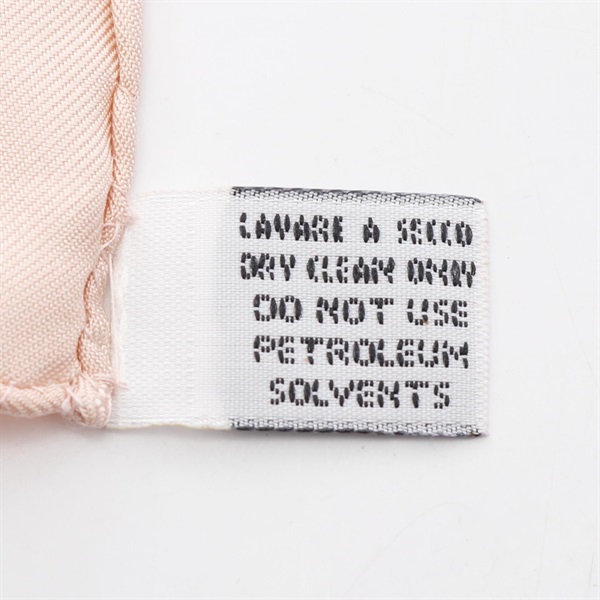 LAVARE A SECCO
DRY CLEAN ONLY
DO NOT USE
PETROLEUM
SOLVENTS